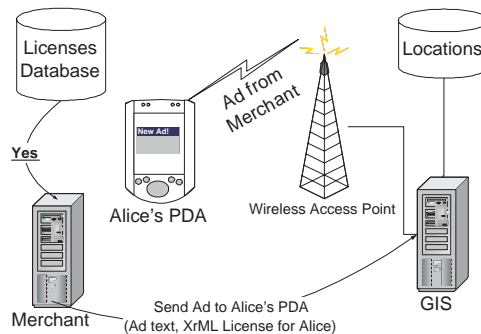 Licenses
Database
Locations
Ad from
Merchant
New Ad!
Yes
Alice's PDA
Wireless Access Point
Merchant
Send Ad to Alice's PDA
(Ad text, XrML License for Alice)
GIS